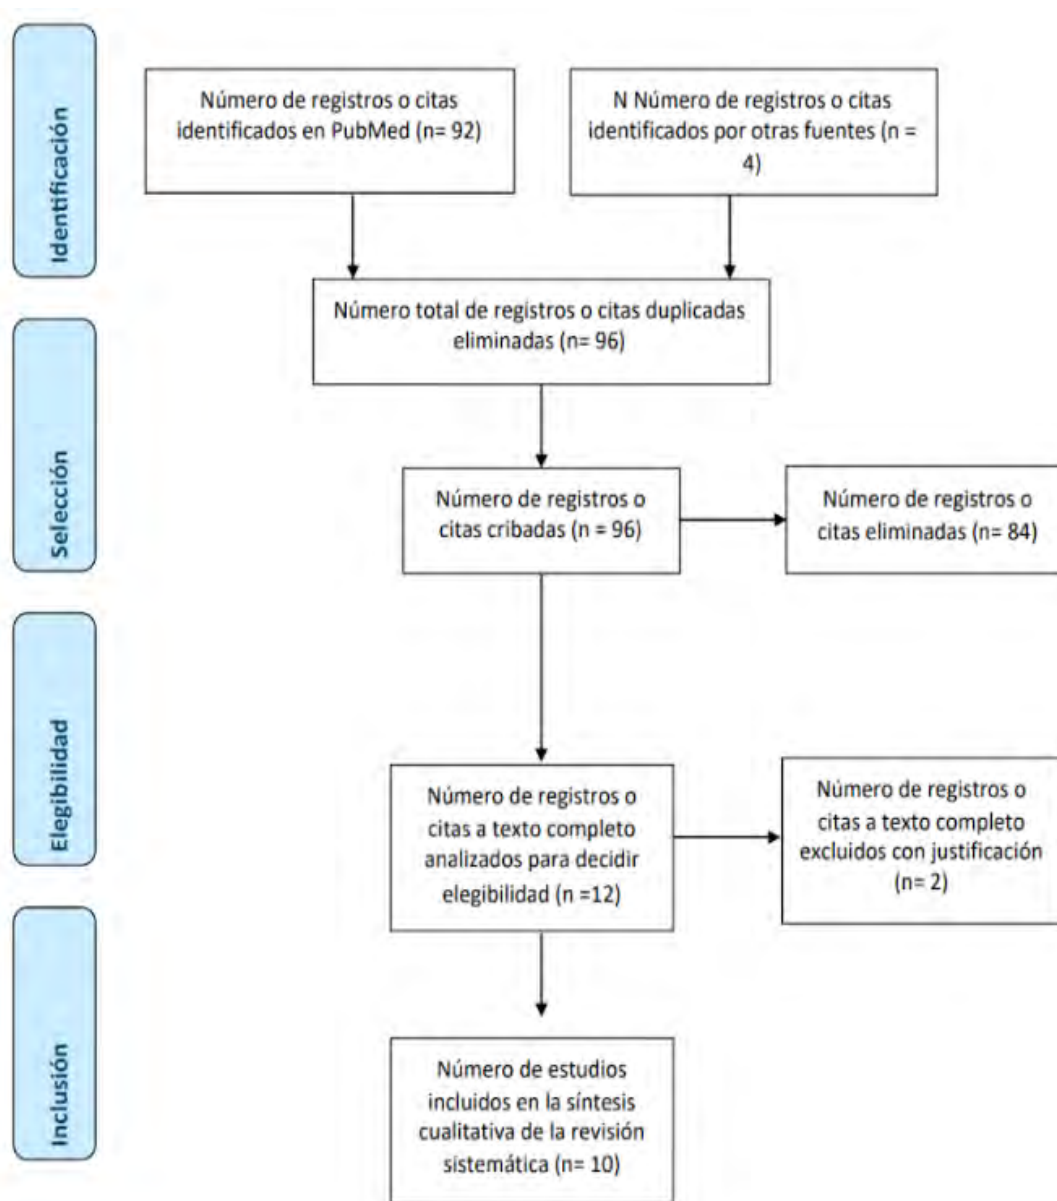 Identificación
Número de registros o citas
identificados en PubMed (n= 92)
N Número de registros o citas
identificados por otras fuentes (n =
4)
Número total de registros o citas duplicadas
eliminadas (n= 96)
Selección
Número de registros o
citas cribadas (n = 96)
Número de registros o
citas eliminadas (n= 84)
Elegibilidad
Número de registros o
citas a texto completo
analizados para decidir
elegibilidad (n =12)
Número de registros o
citas a texto completo
excluidos con justificación
(n= 2)
Inclusión
Número de estudios
incluidos en la síntesis
cualitativa de la revisión
sistemática (n= 10)